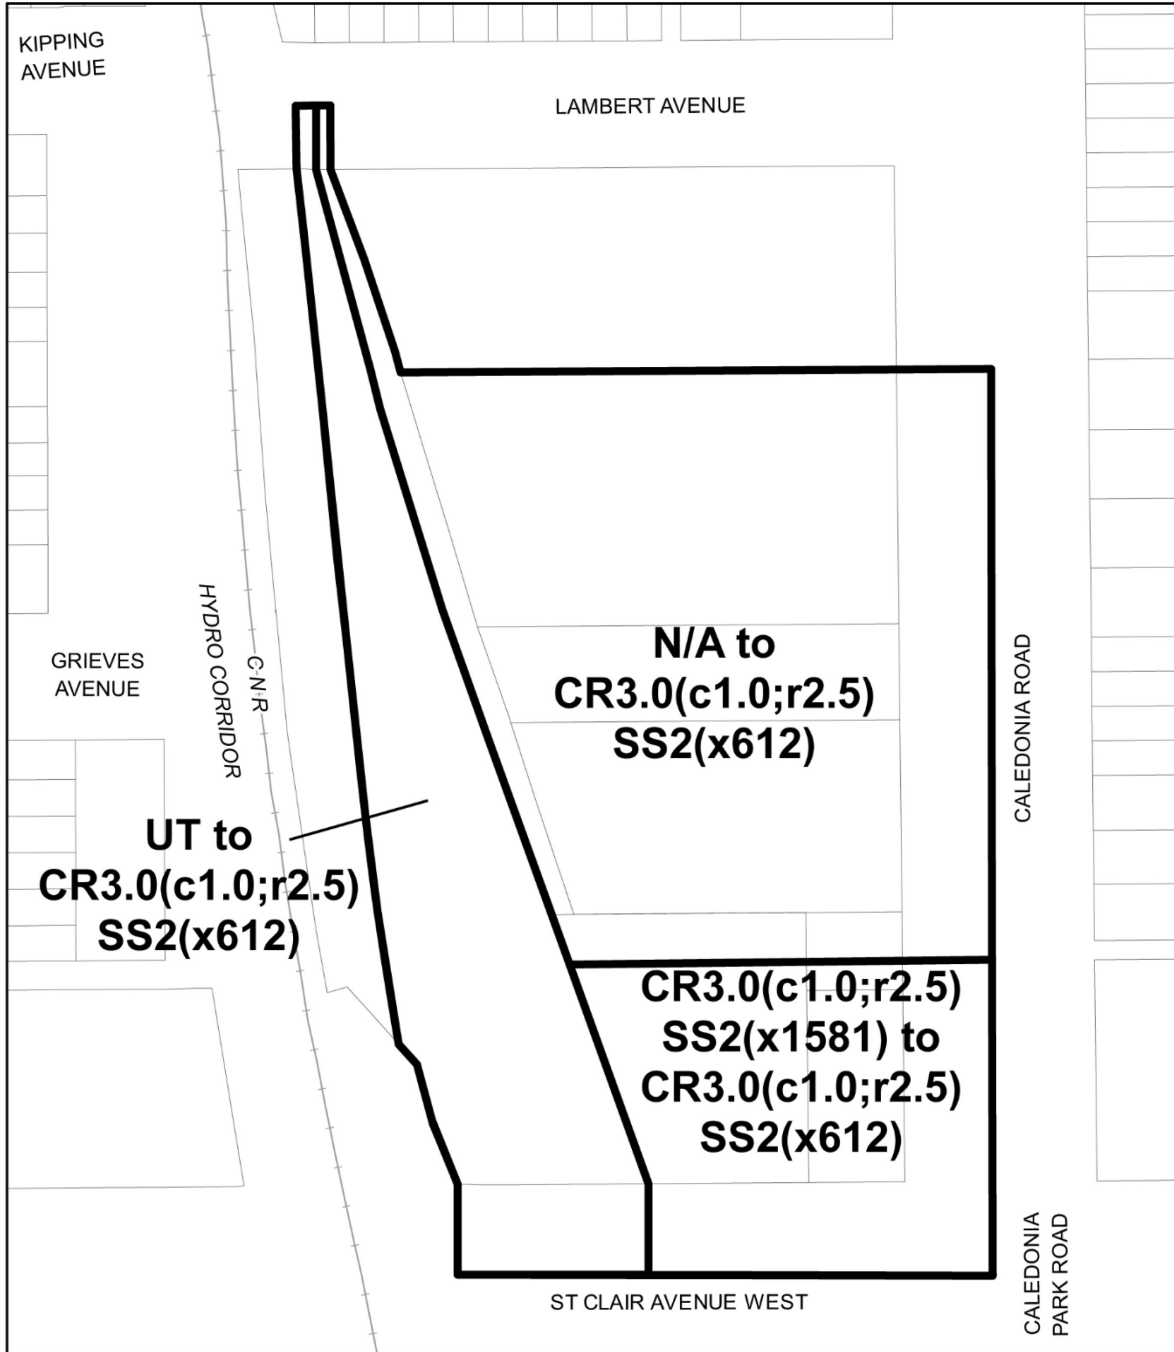 KIPPING
AVENUE
LAMBERT AVENUE
HYDRO CORRIDOR
C-N-R
GRIEVES
AVENUE
N/A to
CR3.0(c1.0;r2.5)
SS2(x612)
CALEDONIA ROAD
UT to
CR3.0(c1.0;r2.5)
SS2(x612)
CR3.0(c1.0;r2.5)
SS2(x1581) to
CR3.0(c1.0;r2.5)
SS2(x612)
ST CLAIR AVENUE WEST
CALEDONIA
PARK ROAD